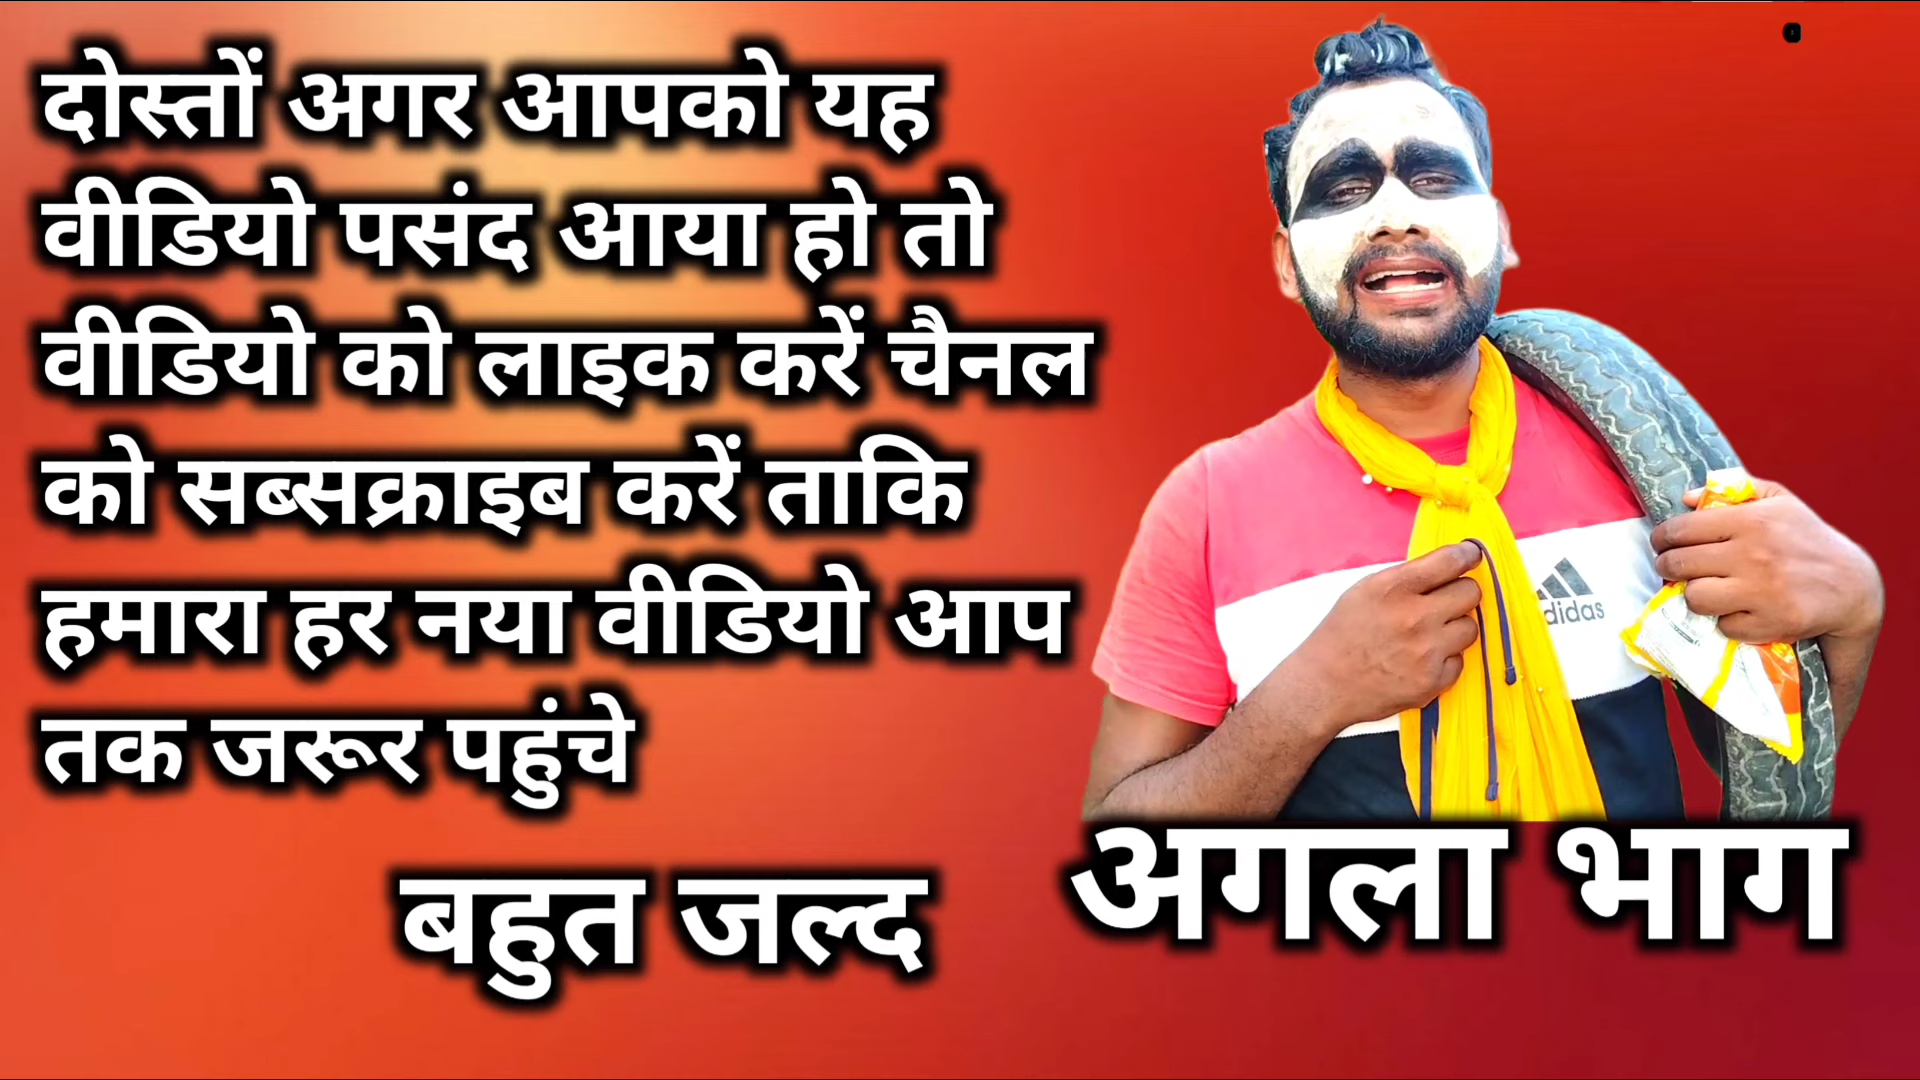 दोस्तों अगर आपको यह
वीडियो पसंद आया हो तो
वीडियो को लाइक करें चैनल
को सब्सक्राइब करें ताकि
हमारा हर नया वीडियो आप
तक जरूर पहुंचे
बहुत जल्द
अगला भाग
didas